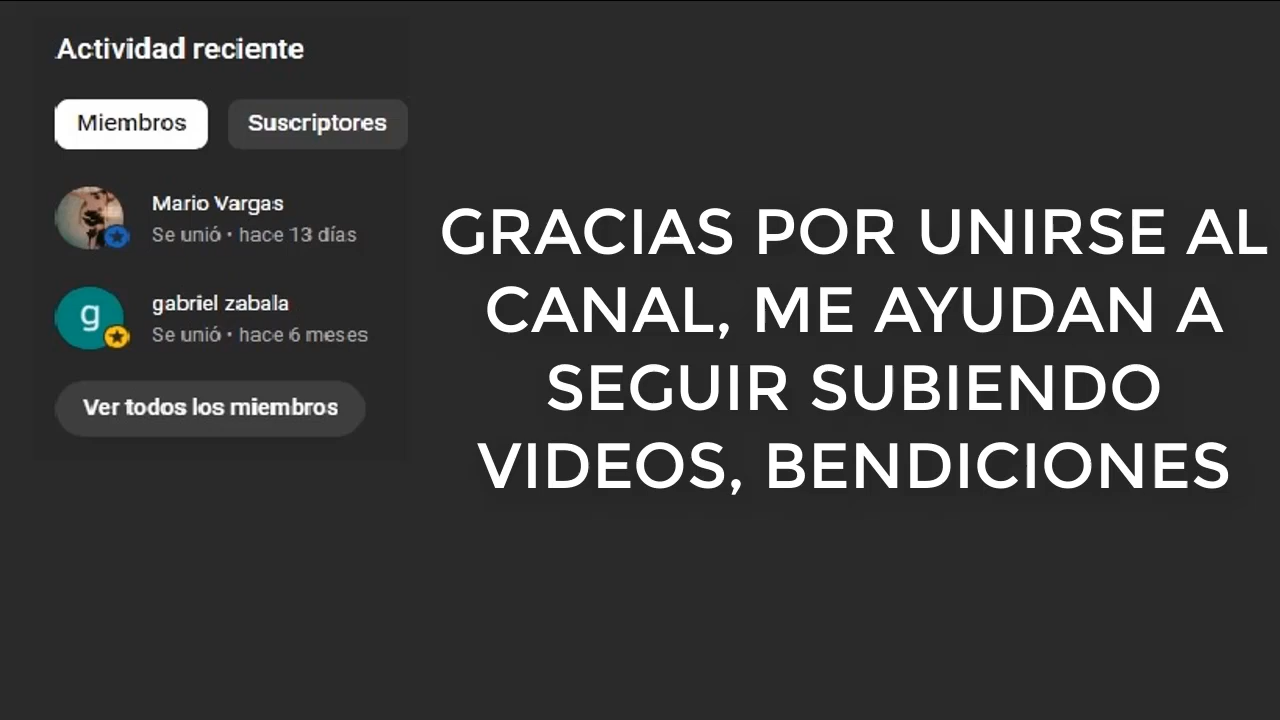 Actividad reciente
Miembros
Suscriptores
Mario Vargas
Se unió • hace 13 días
g
gabriel zabala
Se unió • hace 6 meses
Ver todos los miembros
GRACIAS POR UNIRSE AL
CANAL, ME AYUDAN A
SEGUIR SUBIENDO
VIDEOS, BENDICIONES